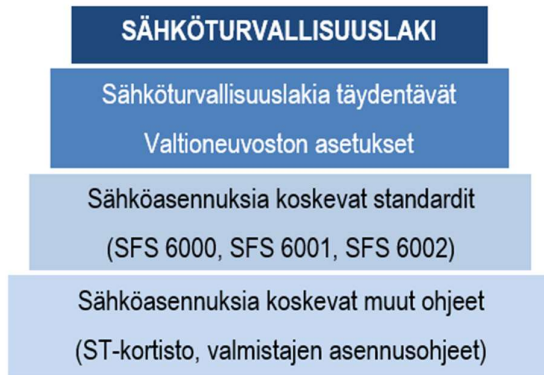 SÄHKÖTURVALLISUUSLAKI
Sähköturvallisuuslakia täydentävät
Valtioneuvoston asetukset
Sähköasennuksia koskevat standardit
(SFS 6000, SFS 6001, SFS 6002)
Sähköasennuksia koskevat muut ohjeet
(ST-kortisto, valmistajen asennusohjeet)